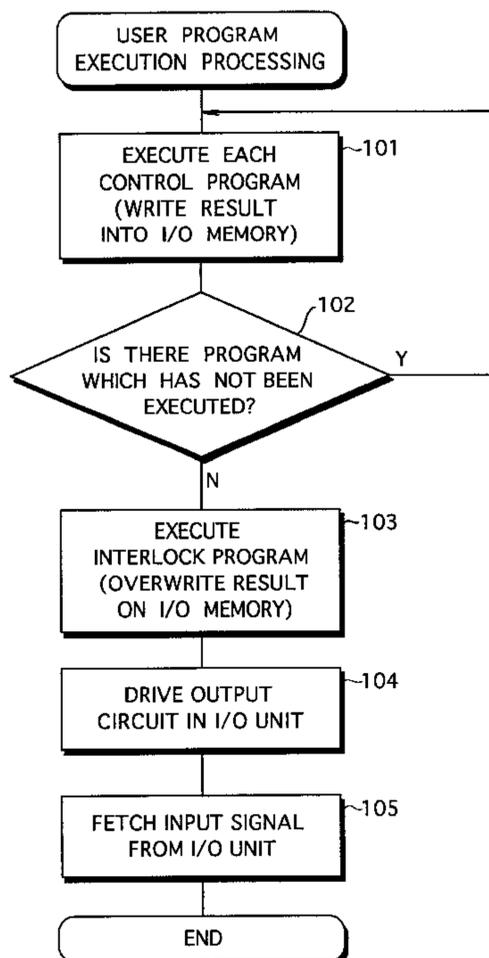 USER PROGRAM
EXECUTION PROCESSING
101
EXECUTE EACH
CONTROL PROGRAM
(WRITE RESULT
INTO I/O MEMORY)
102
IS THERE PROGRAM
WHICH HAS NOT BEEN
EXECUTED?
Y
N
103
EXECUTE
INTERLOCK PROGRAM
(OVERWRITE RESULT
ON I/O MEMORY)
104
DRIVE OUTPUT
CIRCUIT IN I/O UNIT
105
FETCH INPUT SIGNAL
FROM I/O UNIT
END